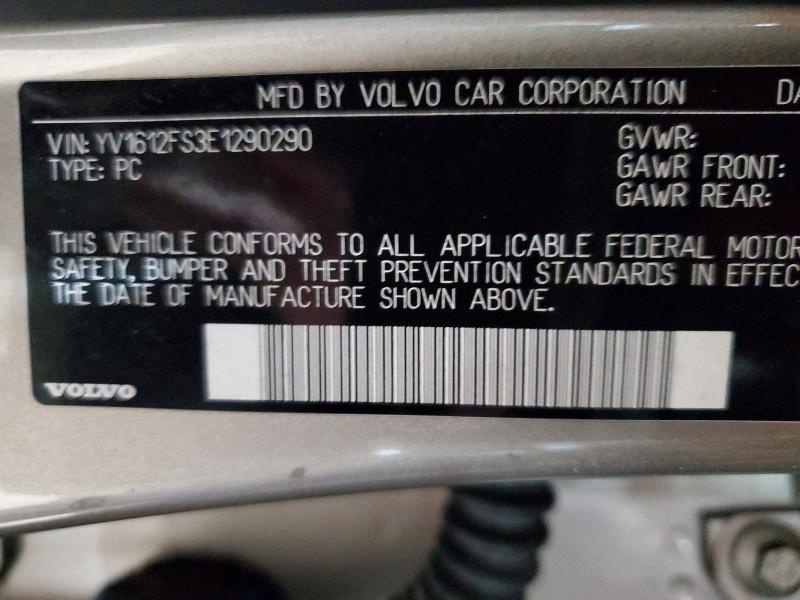 MFD BY VOLVO CAR CORPORATION DA
VIN: YV1612FS3E1290290
TYPE: PC
GVWR:
GAWR FRONT:
GAWR REAR:
THIS VEHICLE CONFORMS TO ALL APPLICABLE FEDERAL MOTOR
SAFETY, BUMPER AND THEFT PREVENTION STANDARDS IN EFFEC
THE DATE OF MANUFACTURE SHOWN ABOVE.
VOLVO